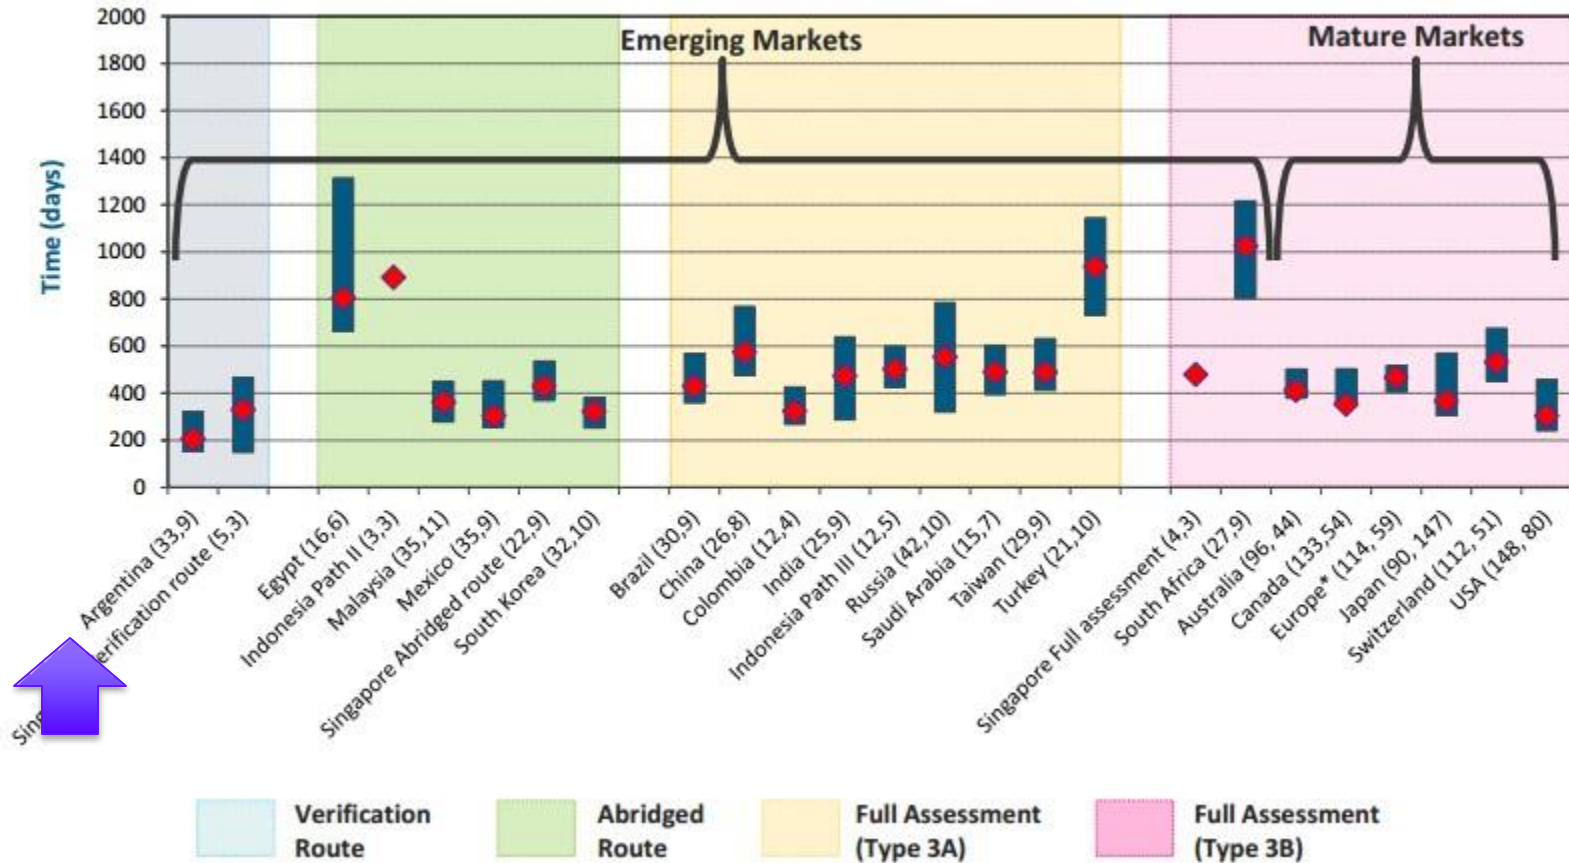 2000
1800
1600
1400
1200
1000
800
600
400
200
0
Time (days)
Emerging Markets
Mature Markets
Argentina (33,9)
erification route (5,3)
Egypt (16,6)
Indonesia Path II (3,3)
Malaysia (35,11)
Mexico (35,9)
Singapore Abridged route (22,9)
South Korea (32,10)
Brazil (30,9)
China (26,8)
Colombia (12,4)
India (25,9)
Indonesia Path III (12,5)
Russia (42,10)
Saudi Arabia (15,7)
Taiwan (29,9)
Turkey (21,10)
Singapore Full assessment (4,3)
South Africa (27,9)
Australia (96, 44)
Canada (133,54)
Europe* (114, 59)
Japan (90, 147)
Switzerland (112, 51)
USA (148, 80)
Verification
Route
Abridged
Route
Full Assessment
(Type 3A)
Full Assessment
(Type 3B)